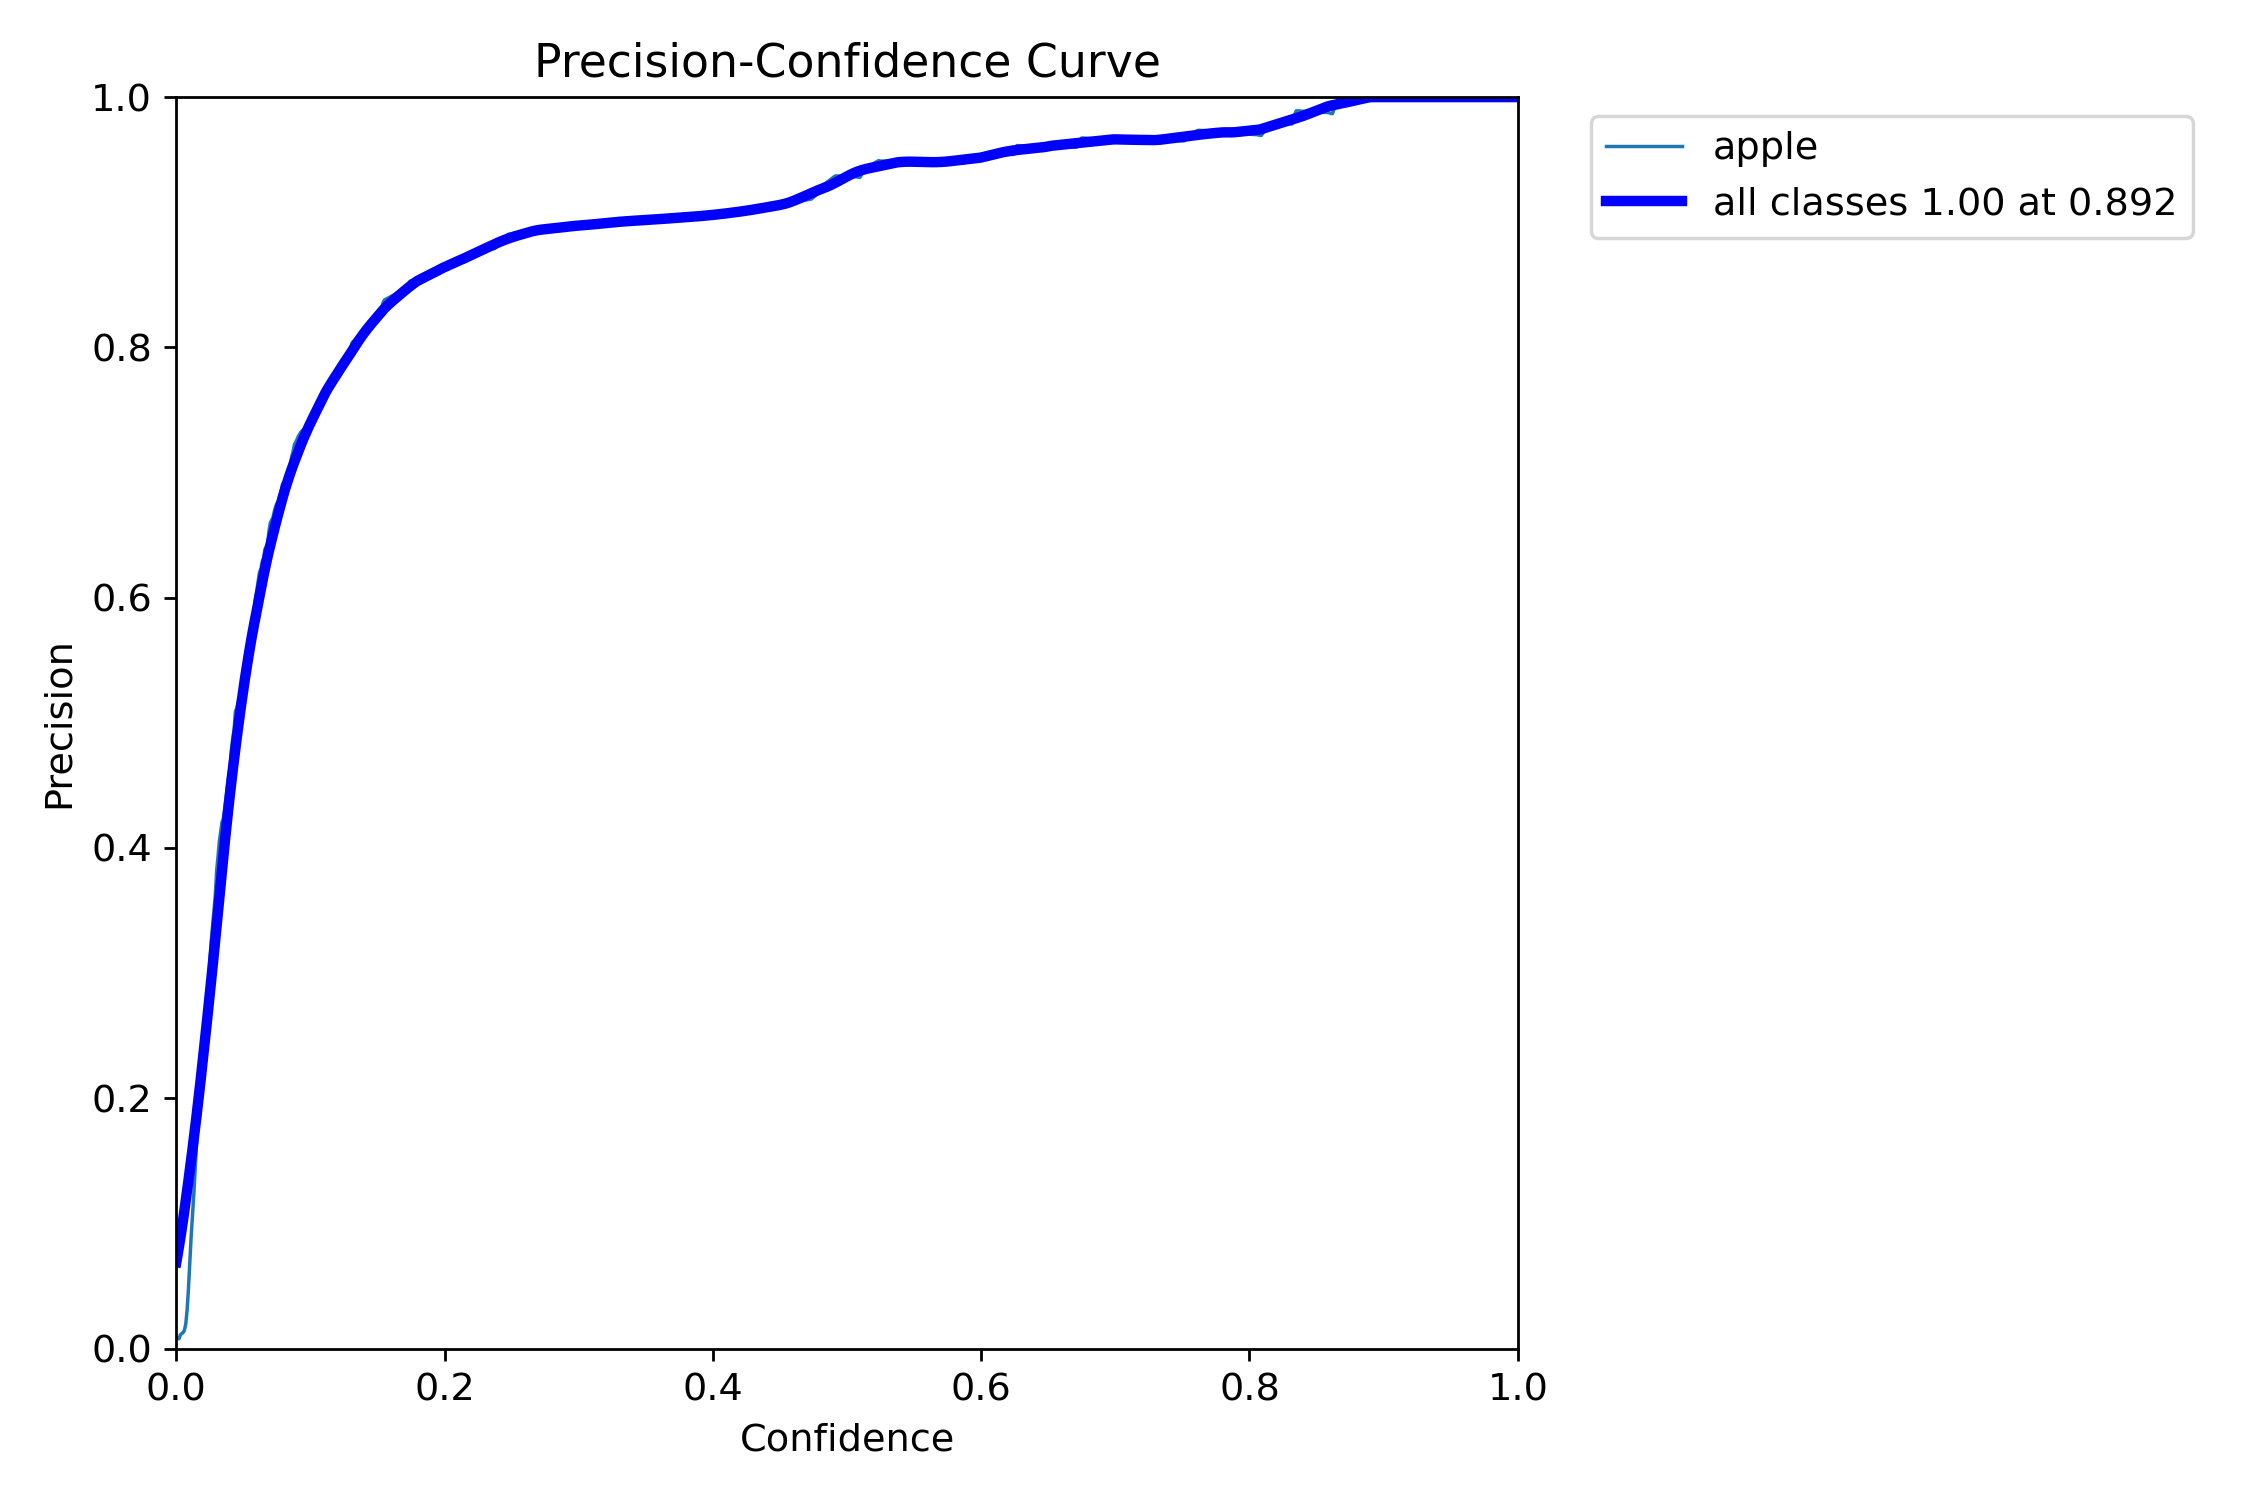 Precision-Confidence Curve
1.0
0.8
0.6
0.4
0.2
0.0
Precision
0.0 0.2 0.4 0.6 0.8 1.0
Confidence
apple
all classes 1.00 at 0.892